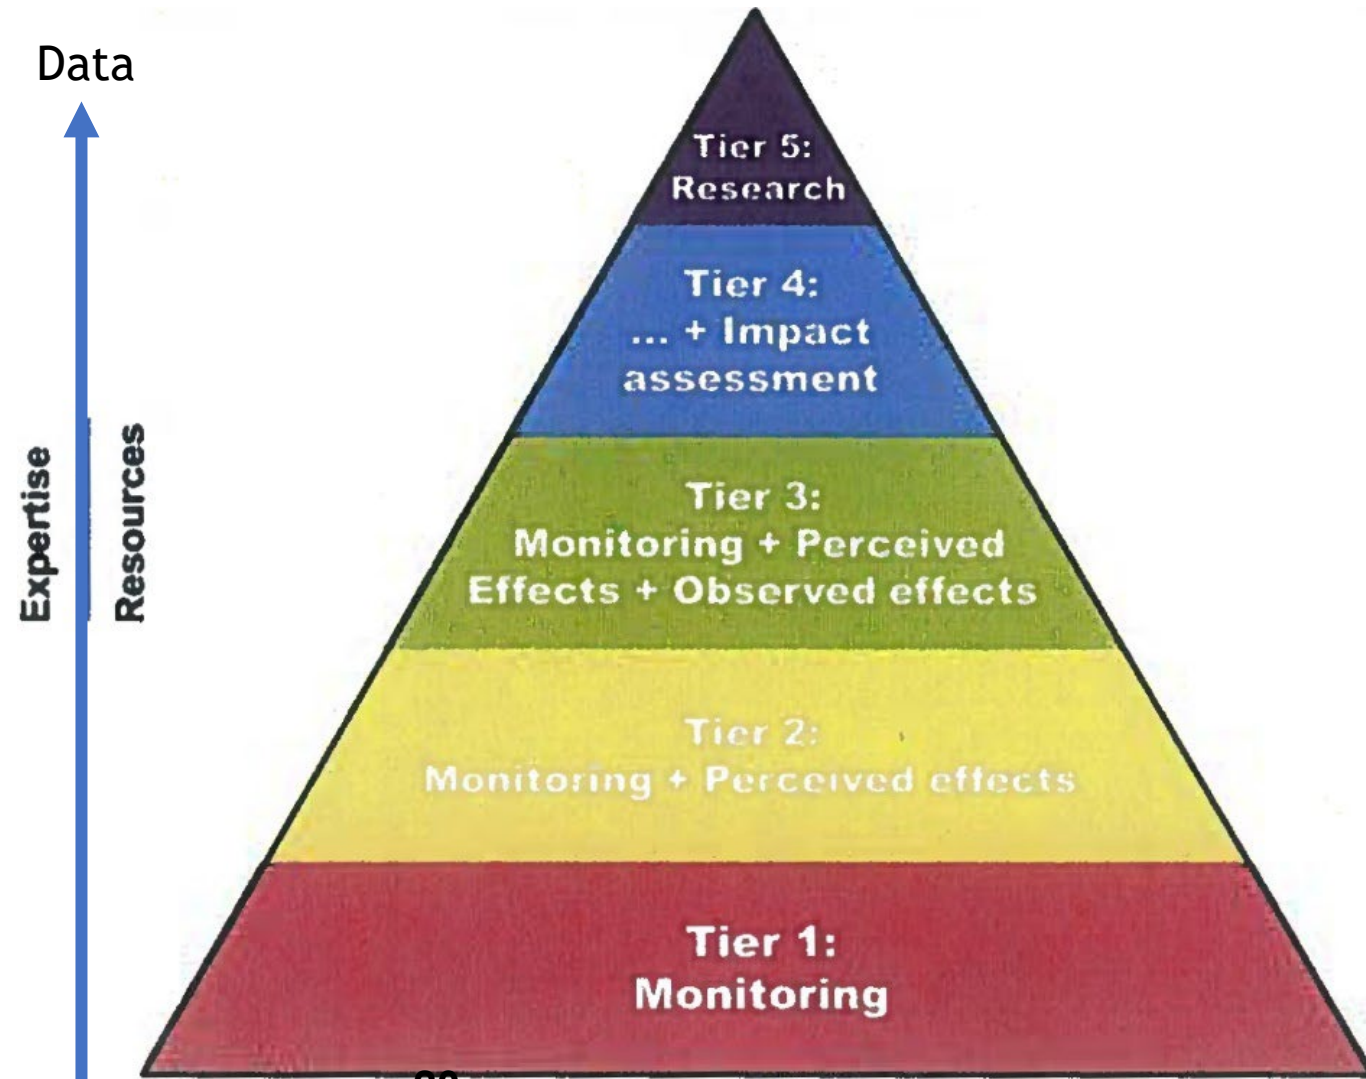 Data
Expertise
Resources
Tier 5:
Research
Tier 4:
... + Impact
assessment
Tier 3:
Monitoring + Perceived
Effects + Observed effects
Tier 2:
Monitoring + Perceived effects
Tier 1:
Monitoring